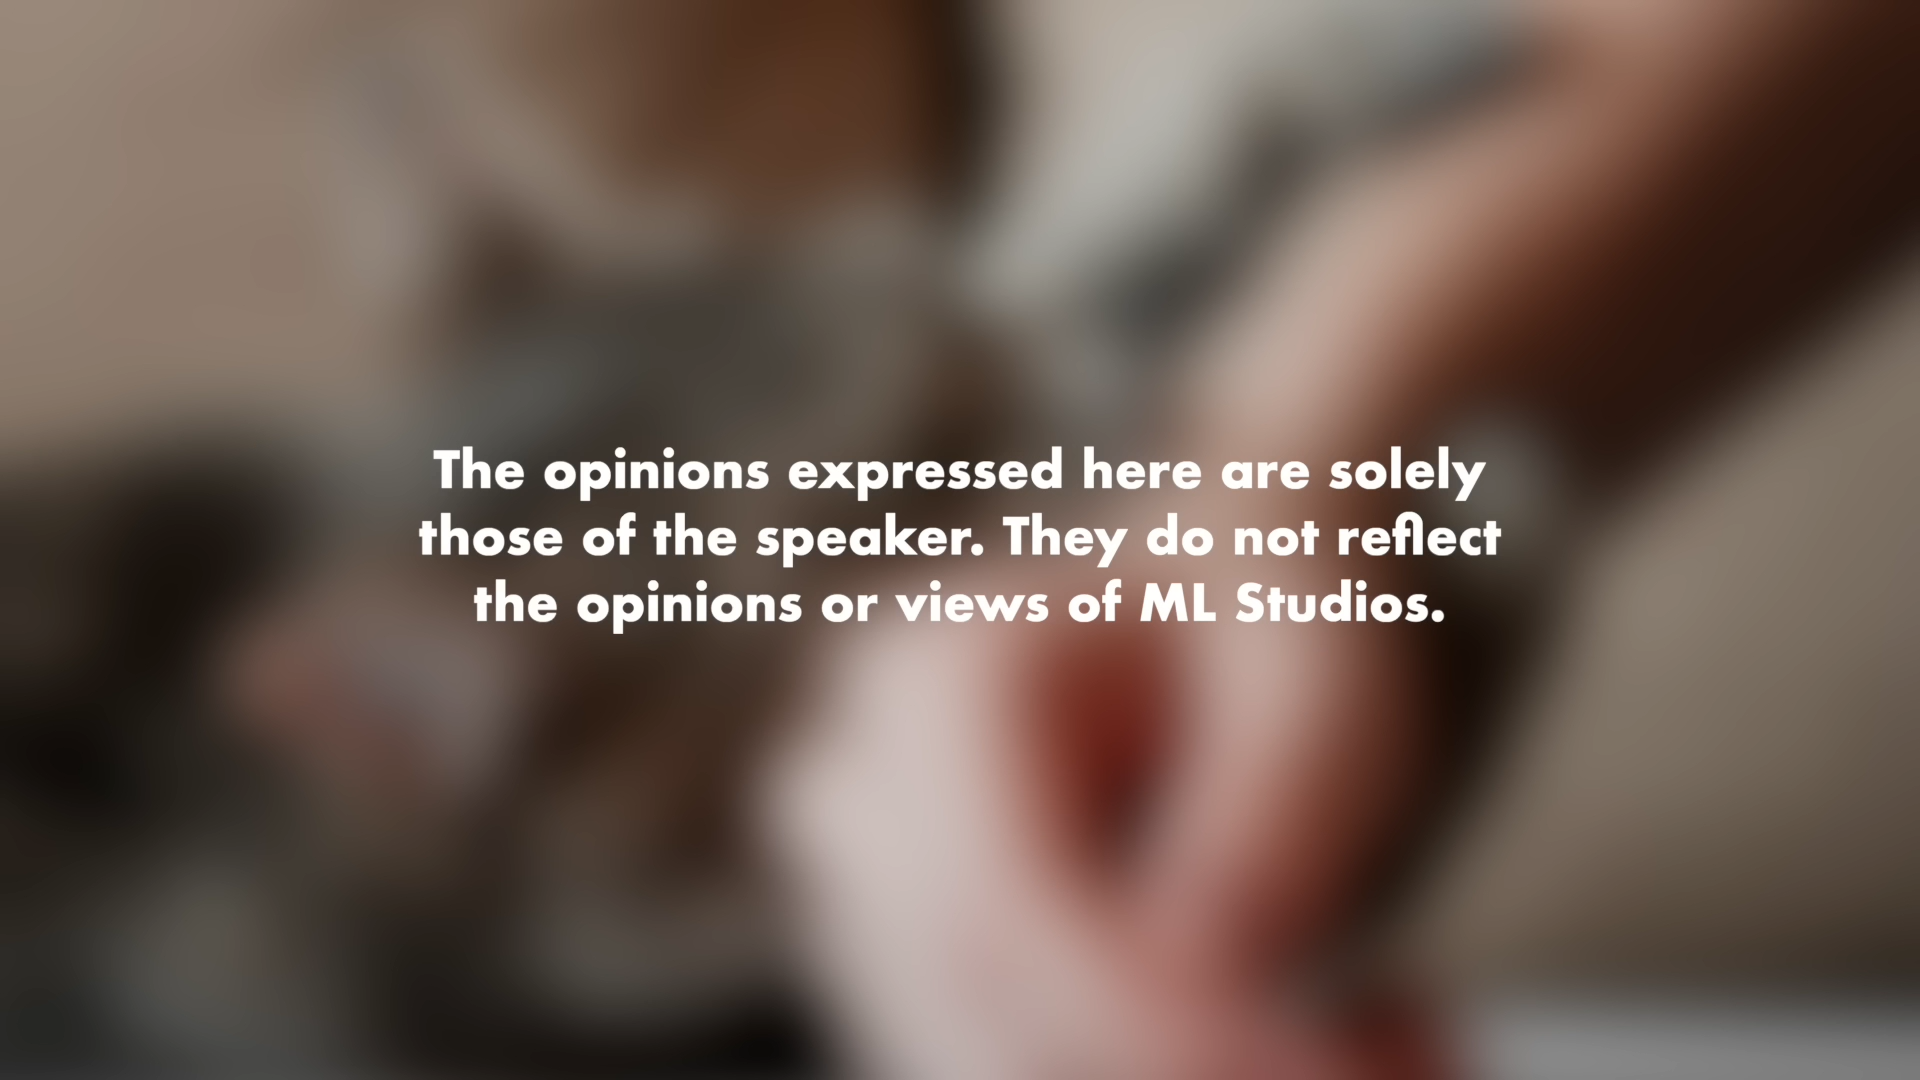 The opinions expressed here are solely
those of the speaker. They do not reflect
the opinions or views of ML Studios.